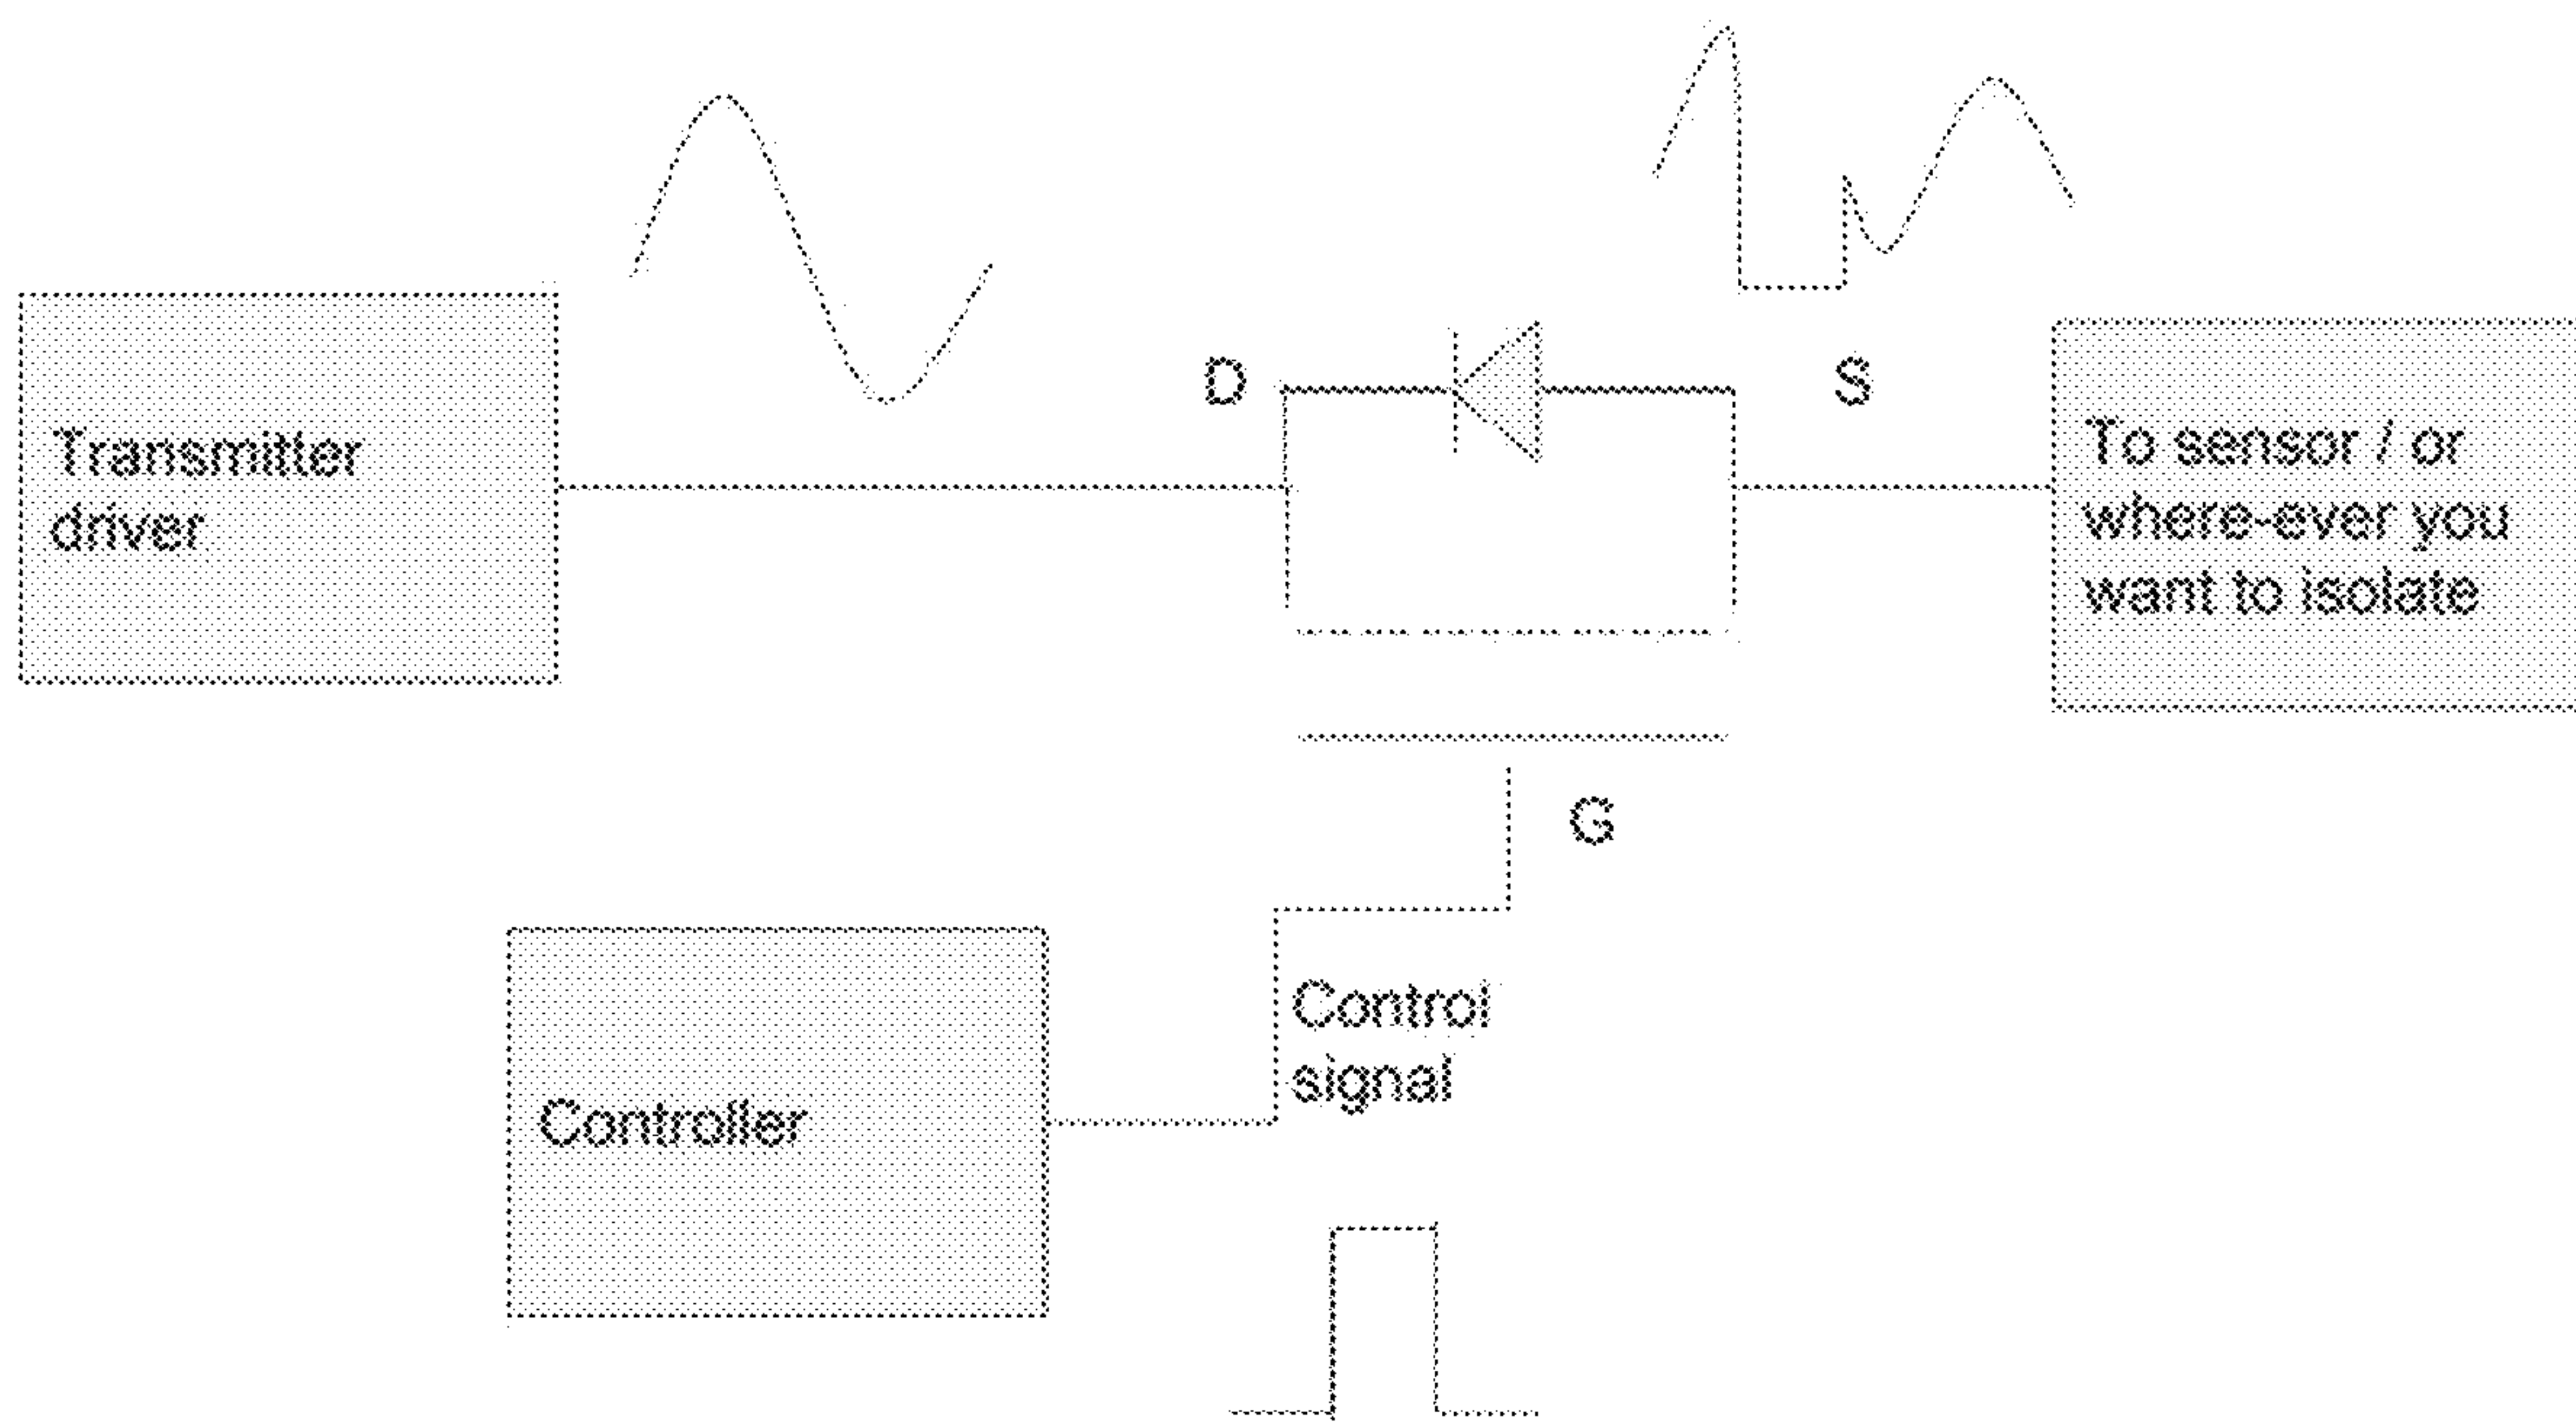 D
S
Transmitter
driver
To sensor / or
where-ever you
want to isolate
G
Control
signal
Controller